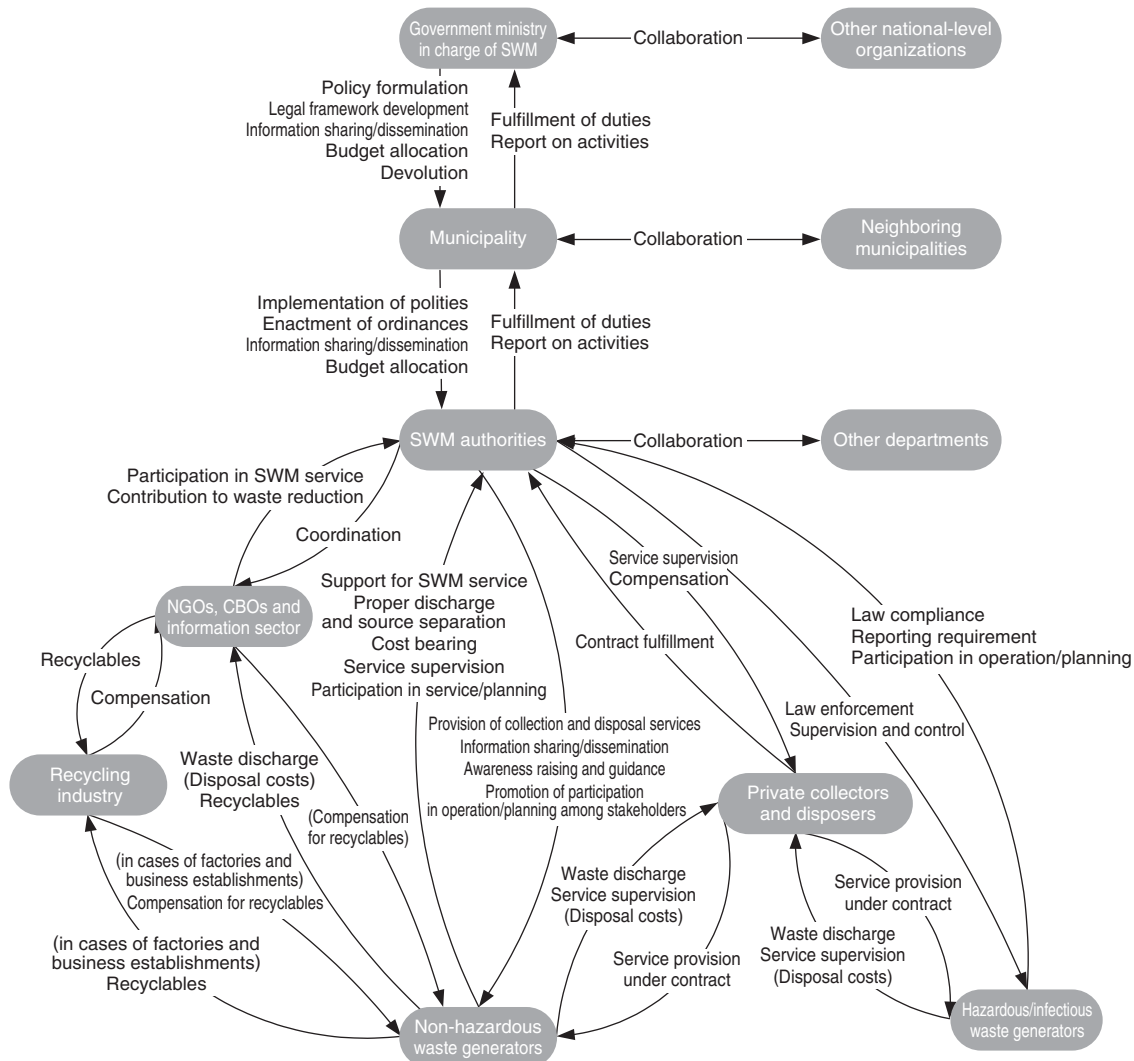 Government ministry
in charge of SWM
Collaboration
Other national-level
organizations
Policy formulation
Legal framework development
Information sharing/dissemination
Budget allocation
Devolution
Fulfillment of duties
Report on activities
Municipality
Collaboration
Neighboring
municipalities
Implementation of polities
Enactment of ordinances
Information sharing/dissemination
Budget allocation
Fulfillment of duties
Report on activities
SWM authorities
Collaboration
Other departments
Participation in SWM service
Contribution to waste reduction
Coordination
NGOs, CBOs and
information sector
Support for SWM service
Proper discharge
and source separation
Cost bearing
Service supervision
Participation in service/planning
Service supervision
Compensation
Contract fulfillment
Law compliance
Reporting requirement
Participation in operation/planning
Recyclables
Compensation
Law enforcement
Supervision and control
Provision of collection and disposal services
Information sharing/dissemination
Awareness raising and guidance
Promotion of participation
in operation/planning among stakeholders
Recycling
industry
Waste discharge
(Disposal costs)
Recyclables
(Compensation
for recyclables)
Private collectors
and disposers
(in cases of factories and
business establishments)
Compensation for recyclables
Waste discharge
Service supervision
(Disposal costs)
Service provision
under contract
(in cases of factories and
business establishments)
Recyclables
Service provision
under contract
Waste discharge
Service supervision
(Disposal costs)
Non-hazardous
waste generators
Hazardous/infectious
waste generators